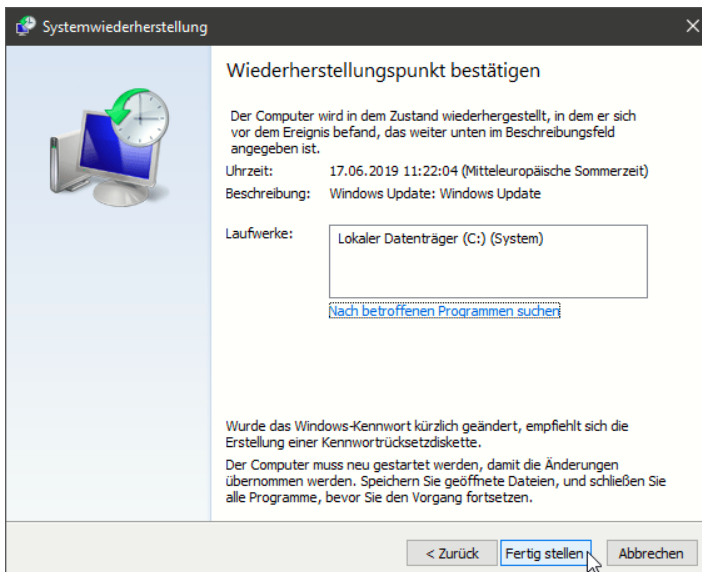 Systemwiederherstellung
Wiederherstellungspunkt bestätigen
Der Computer wird in dem Zustand wiederhergestellt, in dem er sich
vor dem Ereignis befand, das weiter unten im Beschreibungsfeld
angegeben ist.
Uhrzeit: 17.06.2019 11:22:04 (Mitteleuropäische Sommerzeit)
Beschreibung: Windows Update: Windows Update
Laufwerke: Lokaler Datenträger (C:) (System)
Nach betroffenen Programmen suchen
Wurde das Windows-Kennwort kürzlich geändert, empfiehlt sich die
Erstellung einer Kennwortrücksetzdiskette.
Der Computer muss neu gestartet werden, damit die Änderungen
übernommen werden. Speichern Sie geöffnete Dateien, und schließen Sie
alle Programme, bevor Sie den Vorgang fortsetzen.
< Zurück Fertig stellen Abbrechen